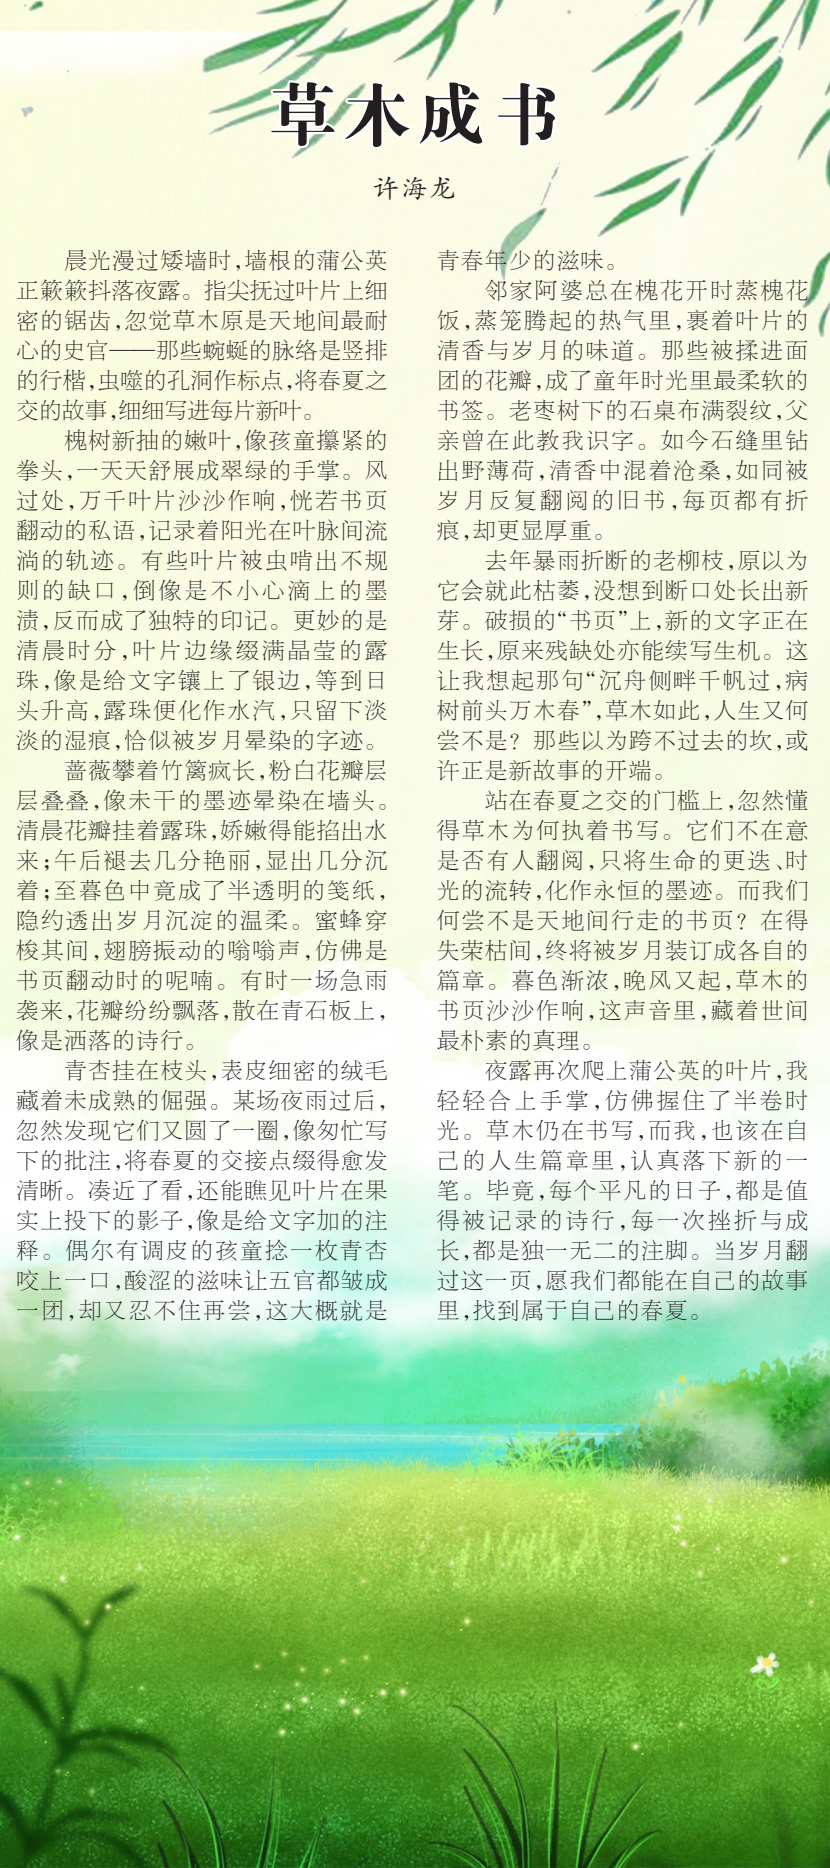 草木成书
许海龙
晨光漫过矮墙时,墙根的蒲公英
正簌簌抖落夜露。指尖抚过叶片上细
密的锯齿,忽觉草木原是天地间最耐
心的史官——那些蜿蜒的脉络是竖排
的行楷,虫噬的孔洞作标点,将春夏之
交的故事,细细写进每片新叶。
槐树新抽的嫩叶,像孩童攥紧的
拳头,一天天舒展成翠绿的手掌。风
过处,万千叶片沙沙作响,恍若书页
翻动的私语,记录着阳光在叶脉间流
淌的轨迹。有些叶片被虫啃出不规
则的缺口,倒像是不小心滴上的墨
渍,反而成了独特的印记。更妙的是
清晨时分,叶片边缘缀满晶莹的露
珠,像是给文字镶上了银边,等到日
头升高,露珠便化作水汽,只留下淡
淡的湿痕,恰似被岁月晕染的字迹。
蔷薇攀着竹篱疯长,粉白花瓣层
层叠叠,像未干的墨迹晕染在墙头。
清晨花瓣挂着露珠,娇嫩得能掐出水
来;午后褪去几分艳丽,显出几分沉
着;至暮色中竟成了半透明的笺纸,
隐约透出岁月沉淀的温柔。蜜蜂穿
梭其间,翅膀振动的嗡嗡声,仿佛是
书页翻动时的呢喃。有时一场急雨
袭来,花瓣纷纷飘落,散在青石板上,
像是洒落的诗行。
青杏挂在枝头,表皮细密的绒毛
藏着未成熟的倔强。某场夜雨过后,
忽然发现它们又圆了一圈,像匆忙写
下的批注,将春夏的交接点缀得愈发
清晰。凑近了看,还能瞧见叶片在果
实上投下的影子,像是给文字加的注
释。偶尔有调皮的孩童捻一枚青杏
咬上一口,酸涩的滋味让五官都皱成
一团,却又忍不住再尝,这大概就是
青春年少的滋味。
邻家阿婆总在槐花开时蒸槐花
饭,蒸笼腾起的热气里,裹着叶片的
清香与岁月的味道。那些被揉进面
团的花瓣,成了童年时光里最柔软的
书签。老枣树下的石桌布满裂纹,父
亲曾在此教我识字。如今石缝里钻
出野薄荷,清香中混着沧桑,如同被
岁月反复翻阅的旧书,每页都有折
痕,却更显厚重。
去年暴雨折断的老柳枝,原以为
它会就此枯萎,没想到断口处长出新
芽。破损的“书页”上,新的文字正在
生长,原来残缺处亦能续写生机。这
让我想起那句“沉舟侧畔千帆过,病
树前头万木春”,草木如此,人生又何
尝不是？那些以为跨不过去的坎,或
许正是新故事的开端。
站在春夏之交的门槛上,忽然懂
得草木为何执着书写。它们不在意
是否有人翻阅,只将生命的更迭、时
光的流转,化作永恒的墨迹。而我们
何尝不是天地间行走的书页？在得
失荣枯间,终将被岁月装订成各自的
篇章。暮色渐浓,晚风又起,草木的
书页沙沙作响,这声音里,藏着世间
最朴素的真理。
夜露再次爬上蒲公英的叶片,我
轻轻合上手掌,仿佛握住了半卷时
光。草木仍在书写,而我,也该在自
己的人生篇章里,认真落下新的一
笔。毕竟,每个平凡的日子,都是值
得被记录的诗行,每一次挫折与成
长,都是独一无二的注脚。当岁月翻
过这一页,愿我们都能在自己的故事
里,找到属于自己的春夏。